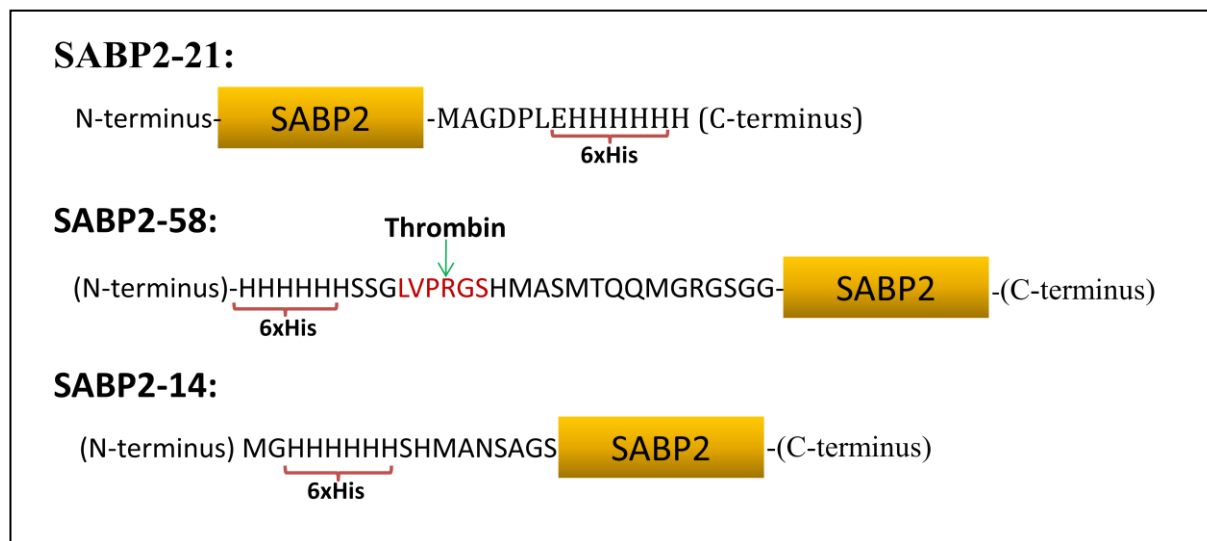 SABP2-21:
N-terminus- SABP2 -MAGDPLEHHHHHH (C-terminus)
6xHis
SABP2-58:
Thrombin
(N-terminus)-HHHHHHSSGLVPRGSHMASMTQQMGRGSGG- SABP2 -(C-terminus)
6xHis
SABP2-14:
(N-terminus) MGHHHHHHSHMANSAGS SABP2 -(C-terminus)
6xHis